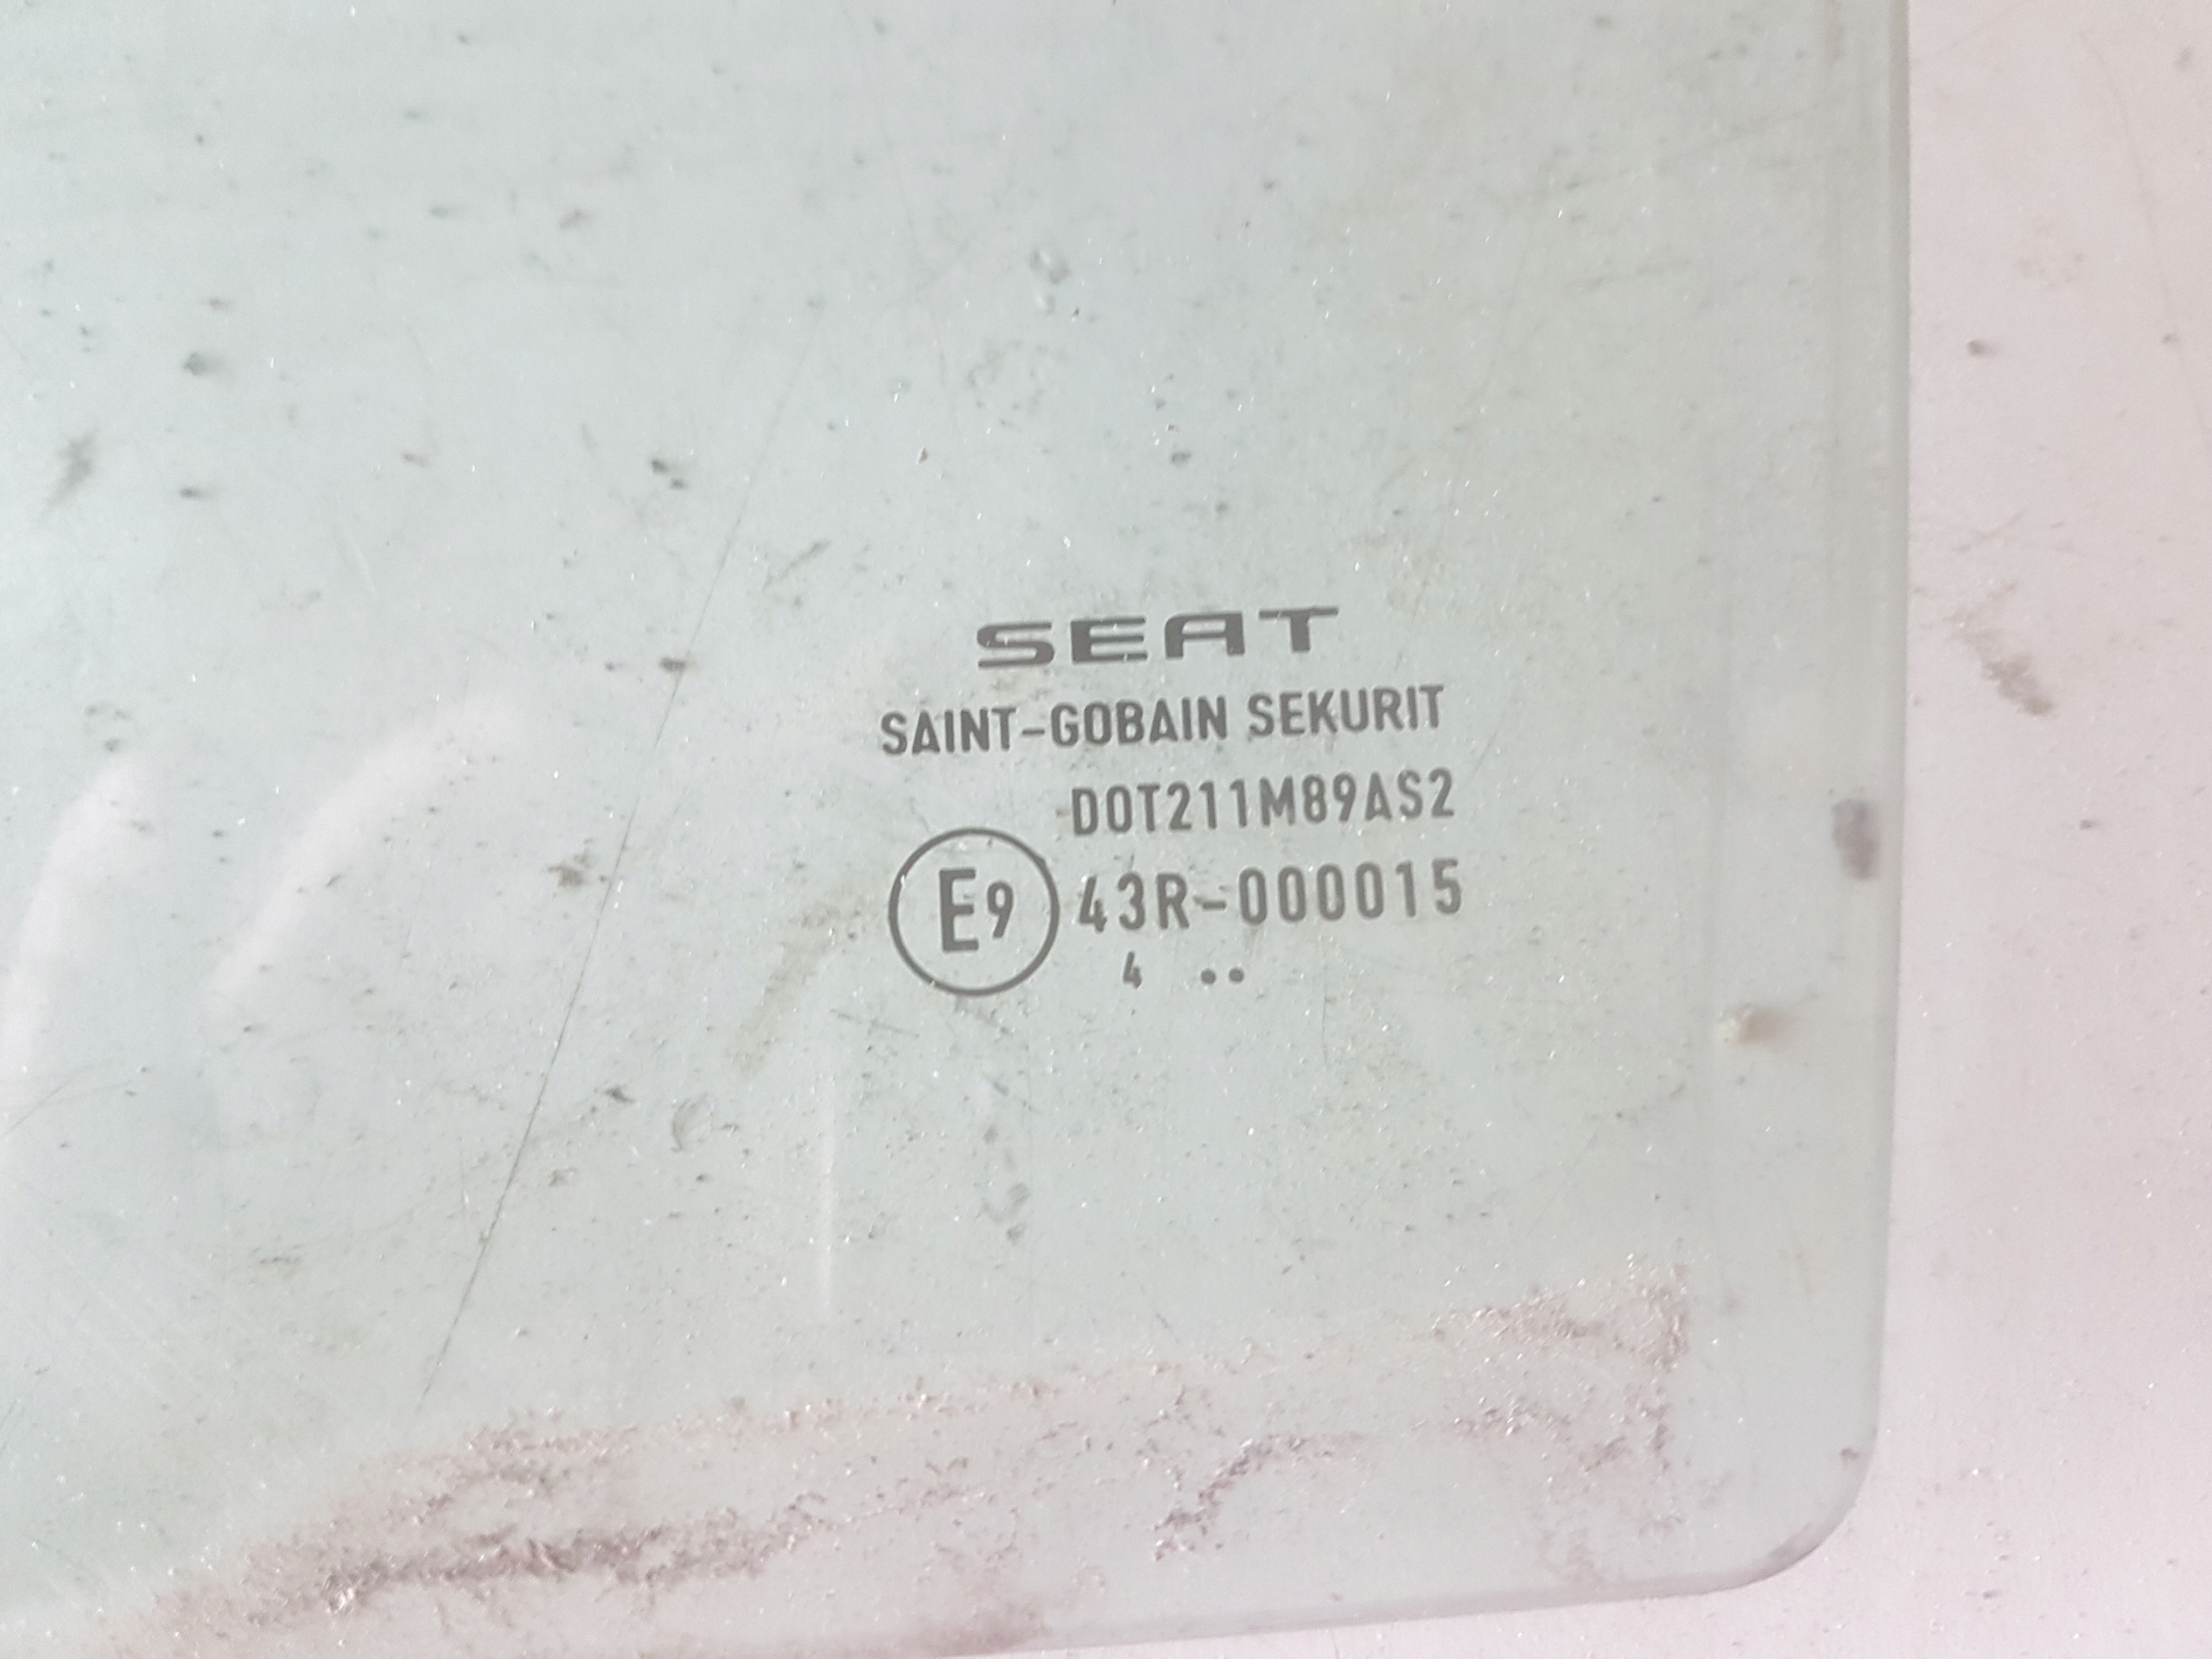 SEAT
SAINT-GOBAIN SEKURIT
DOT211M89AS2
E9 43R-000015
4 ••